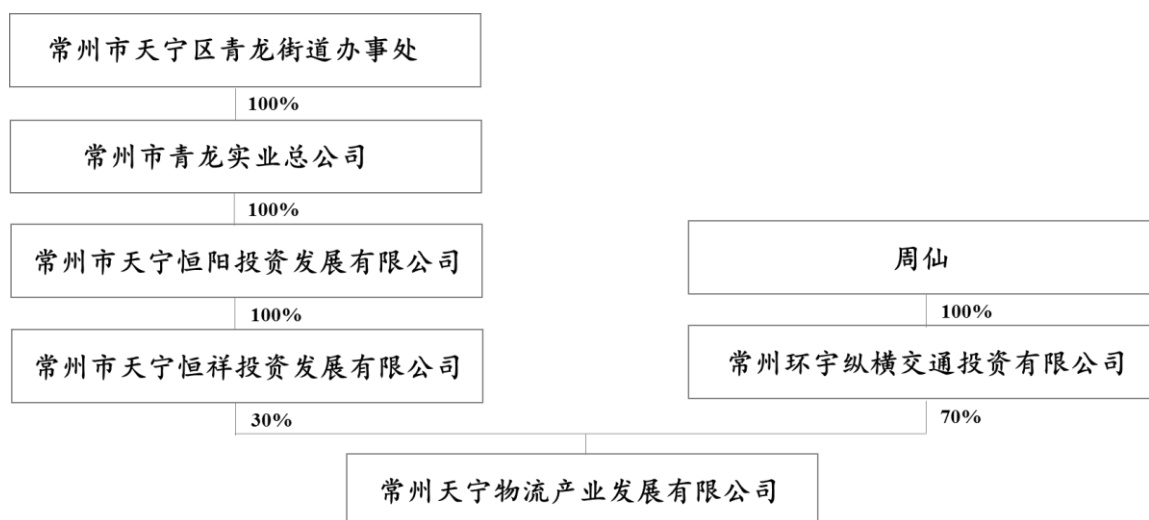 常州市天宁区青龙街道办事处
100%
常州市青龙实业总公司
100%
常州市天宁恒阳投资发展有限公司
周仙
100%
100%
常州市天宁恒祥投资发展有限公司
常州环宇纵横交通投资有限公司
30%
70%
常州天宁物流产业发展有限公司